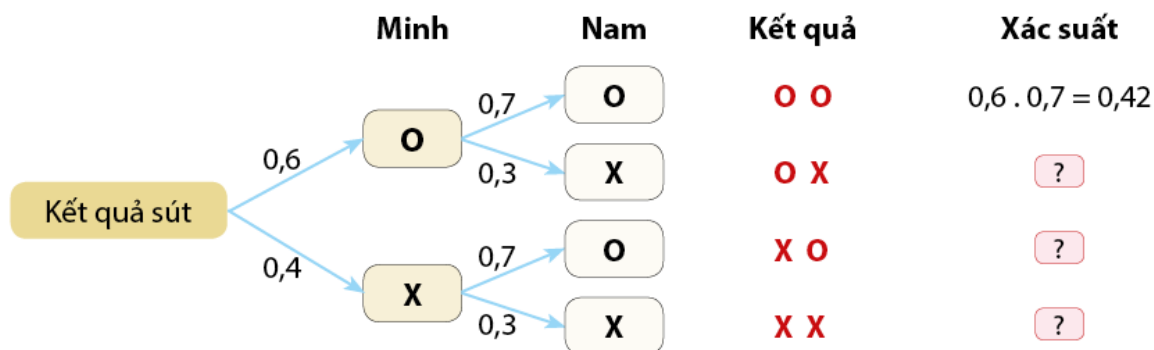 Minh Nam Kết quả Xác suất
O O O 0,6 . 0,7 = 0,42
0,7
O
0,6
0,3
X O X ?
Kết quả sút
0,4
0,7
O X O ?
X
0,3
X X X ?